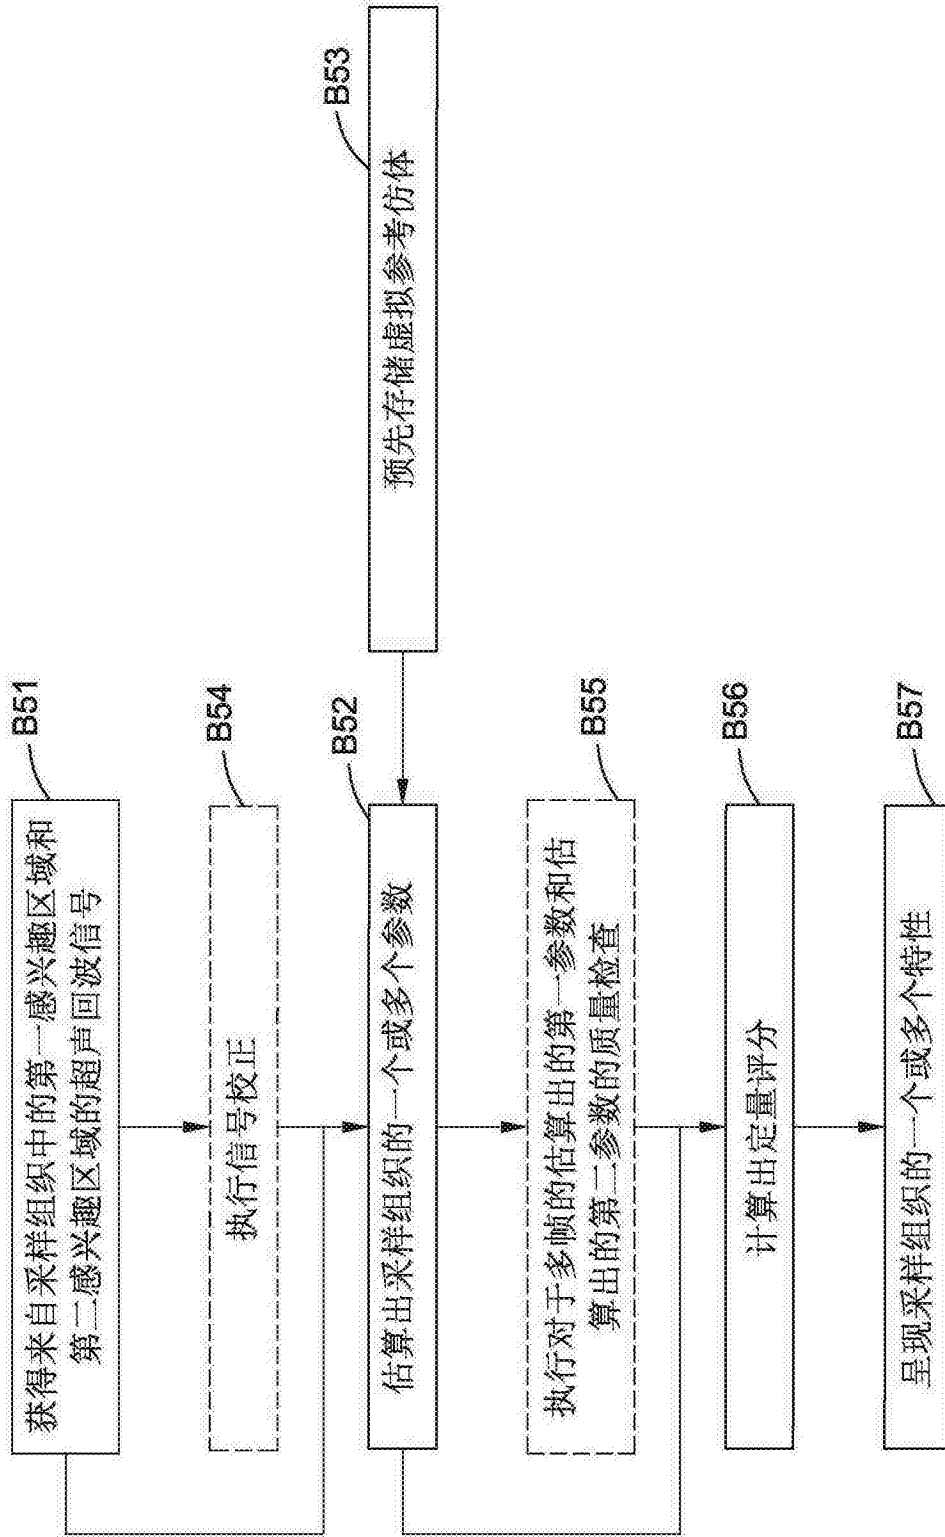 B51
获得来自采样组织中的第一感兴趣区域和
第二感兴趣区域的超声回波信号
B54
执行信号校正
B52
估算出采样组织的一个或多个参数
B53
预先存储虚拟参考仿体
B55
执行对于多帧的估算出的第一参数和估
算出的第二参数的质量检查
B56
计算出定量评分
B57
呈现采样组织的一个或多个特性